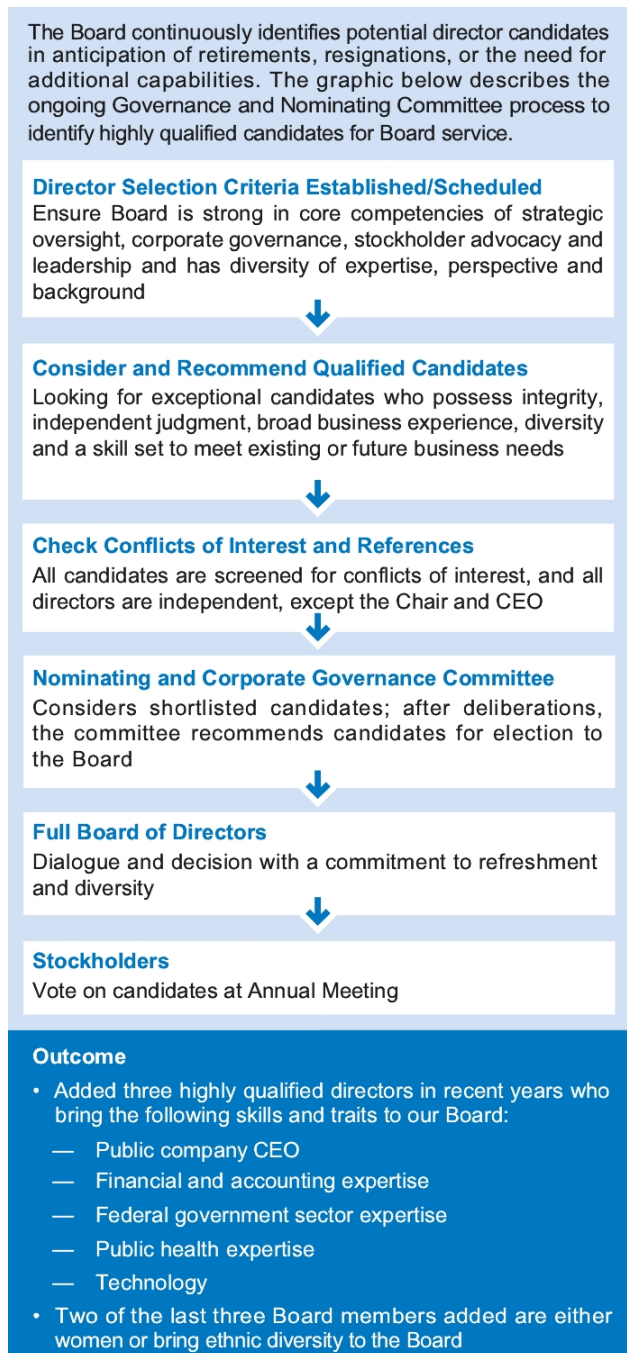 The Board continuously identifies potential director candidates
in anticipation of retirements, resignations, or the need for
additional capabilities. The graphic below describes the
ongoing Governance and Nominating Committee process to
identify highly qualified candidates for Board service.
Director Selection Criteria Established/Scheduled
Ensure Board is strong in core competencies of strategic
oversight, corporate governance, stockholder advocacy and
leadership and has diversity of expertise, perspective and
background
Consider and Recommend Qualified Candidates
Looking for exceptional candidates who possess integrity,
independent judgment, broad business experience, diversity
and a skill set to meet existing or future business needs
Check Conflicts of Interest and References
All candidates are screened for conflicts of interest, and all
directors are independent, except the Chair and CEO
Nominating and Corporate Governance Committee
Considers shortlisted candidates; after deliberations,
the committee recommends candidates for election to
the Board
Full Board of Directors
Dialogue and decision with a commitment to refreshment
and diversity
Stockholders
Vote on candidates at Annual Meeting
Outcome
• Added three highly qualified directors in recent years who
bring the following skills and traits to our Board:
— Public company CEO
— Financial and accounting expertise
— Federal government sector expertise
— Public health expertise
— Technology
• Two of the last three Board members added are either
women or bring ethnic diversity to the Board